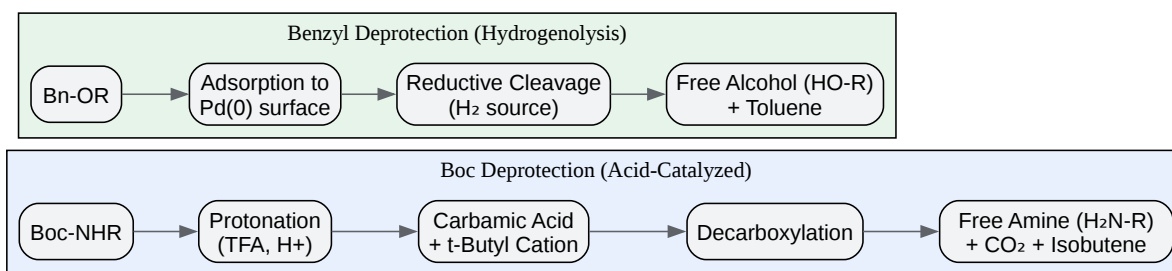 Benzyl Deprotection (Hydrogenolysis)
Bn-OR
Adsorption to
Pd(0) surface
Reductive Cleavage
(H₂ source)
Free Alcohol (HO-R)
+ Toluene
Boc Deprotection (Acid-Catalyzed)
Boc-NHR
Protonation
(TFA, H+)
Carbamic Acid
+ t-Butyl Cation
Decarboxylation
Free Amine (H₂N-R)
+ CO₂ + Isobutene